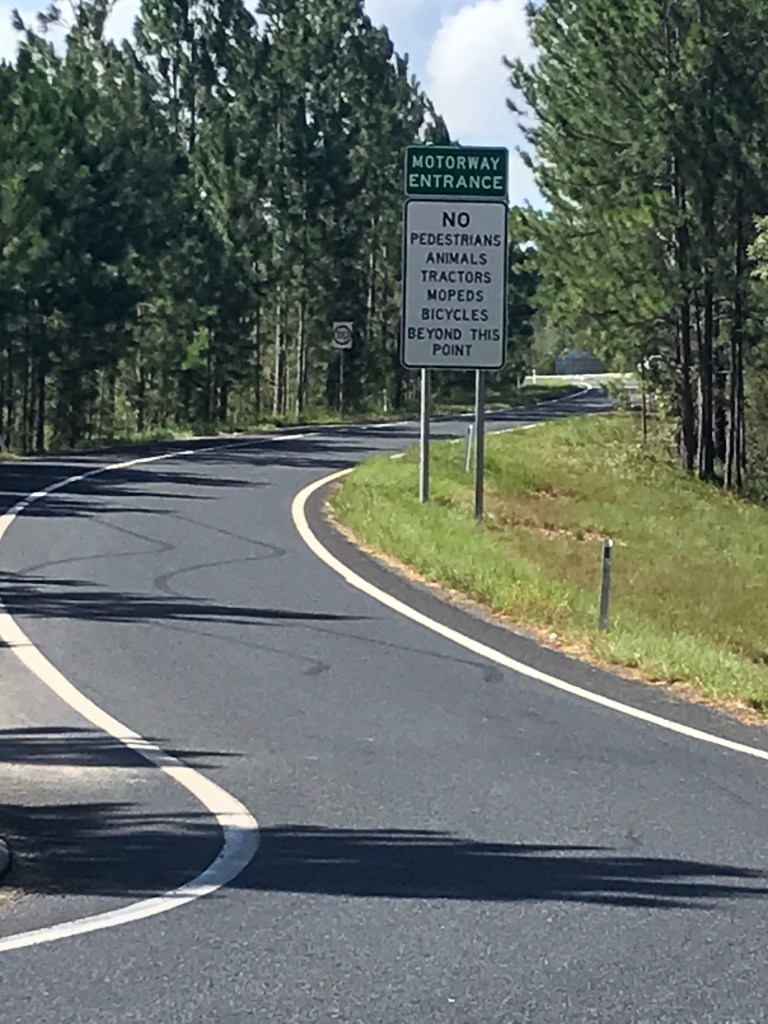 MOTORWAY
ENTRANCE
NO
PEDESTRIANS
ANIMALS
TRACTORS
MOPEDS
BICYCLES
BEYOND THIS
POINT